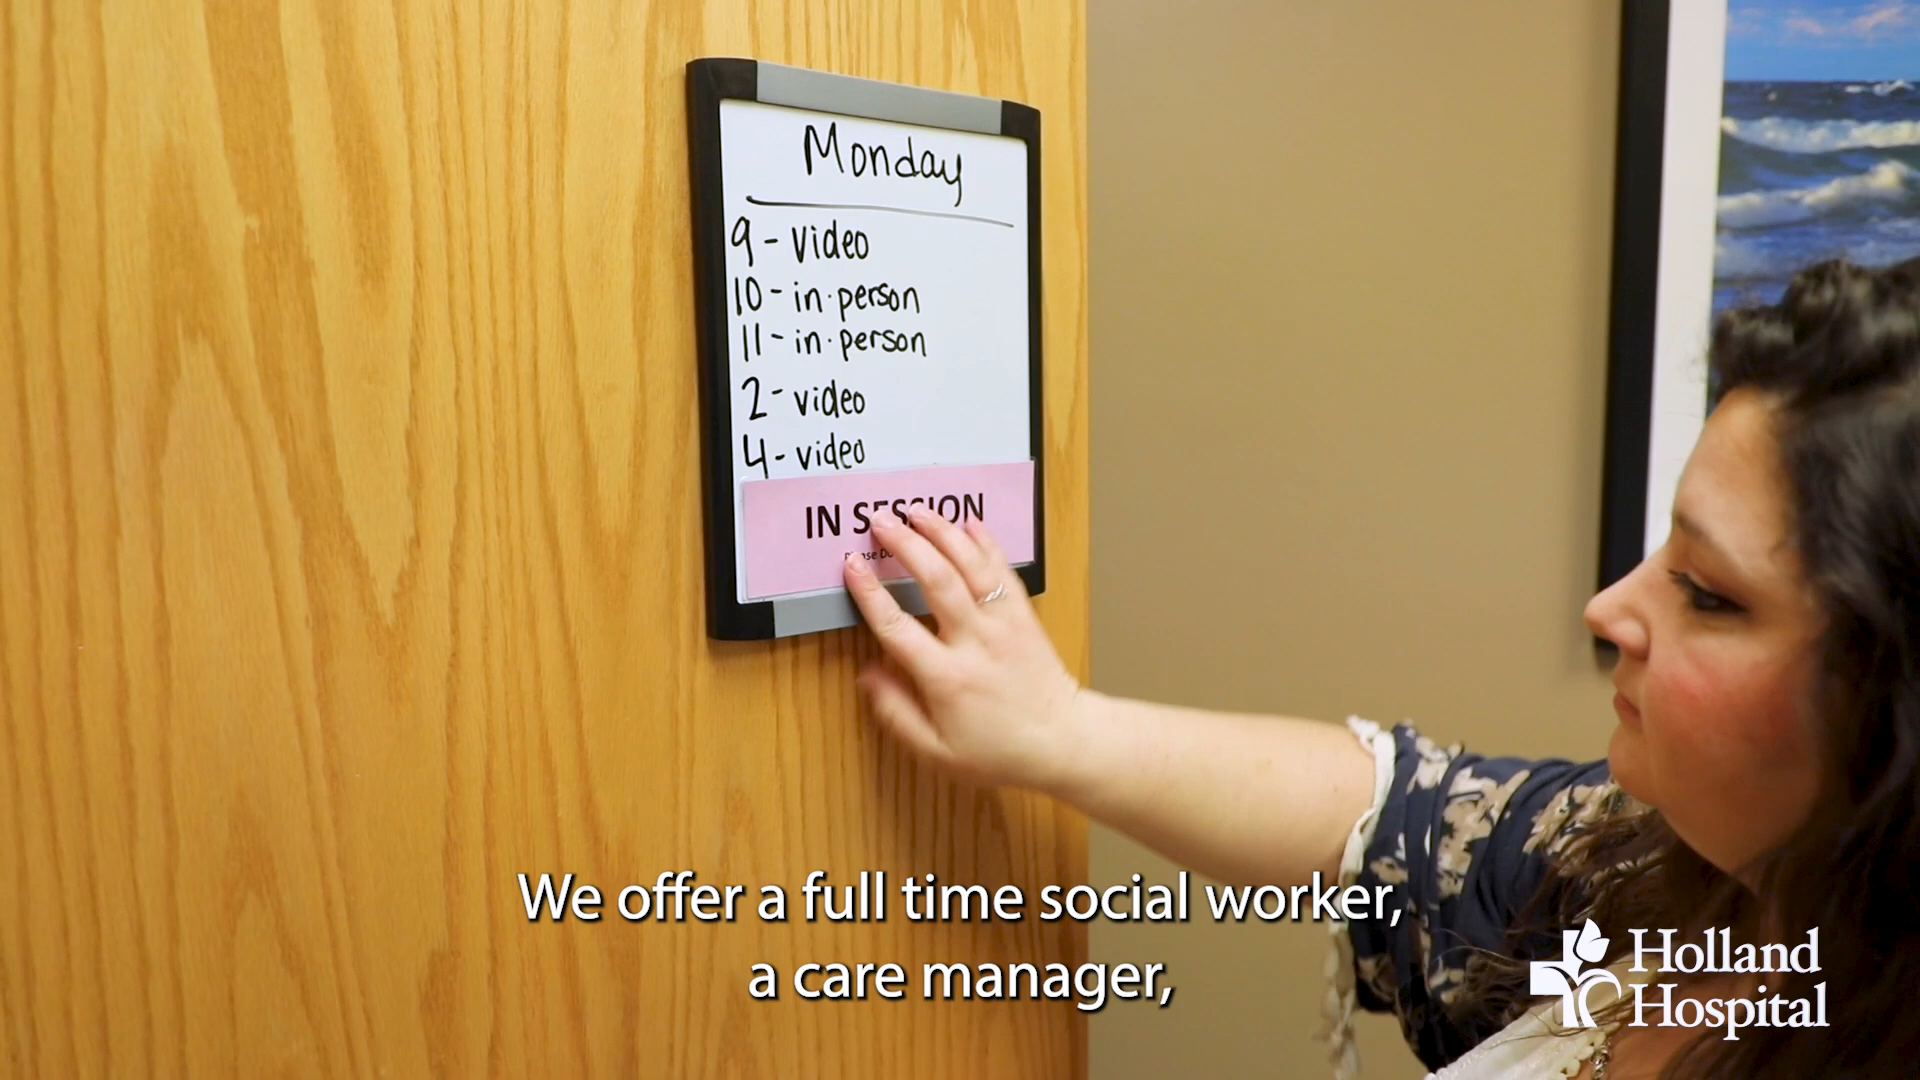 Monday
9 - video
10 - in-person
11 - in-person
2 - video
4 - video
IN SESSION
We offer a full time social worker,
a care manager,
Holland
Hospital